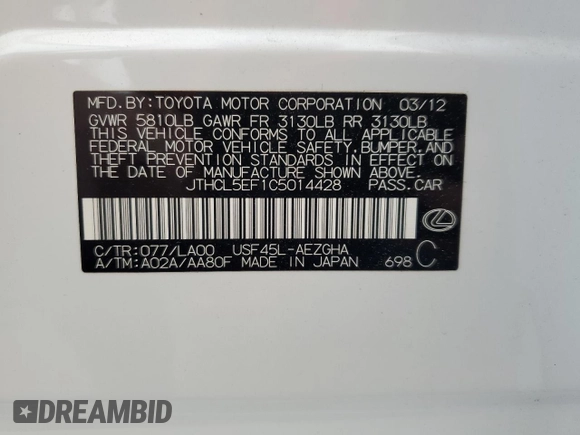 MFD.BY:TOYOTA MOTOR CORPORATION 03/12
GVWR 5810LB GAWR FR 3130LB RR 3130LB
THIS VEHICLE CONFORMS TO ALL APPLICABLE
FEDERAL MOTOR VEHICLE SAFETY,BUMPER,AND
THEFT PREVENTION STANDARDS IN EFFECT ON
THE DATE OF MANUFACTURE SHOWN ABOVE.
JTHCL5EF1C5014428 PASS.CAR
C/TR:077/LA00 USF45L-AEZGHA
A/TM:A02A/AA80F MADE IN JAPAN 698 C
$DREAMBID